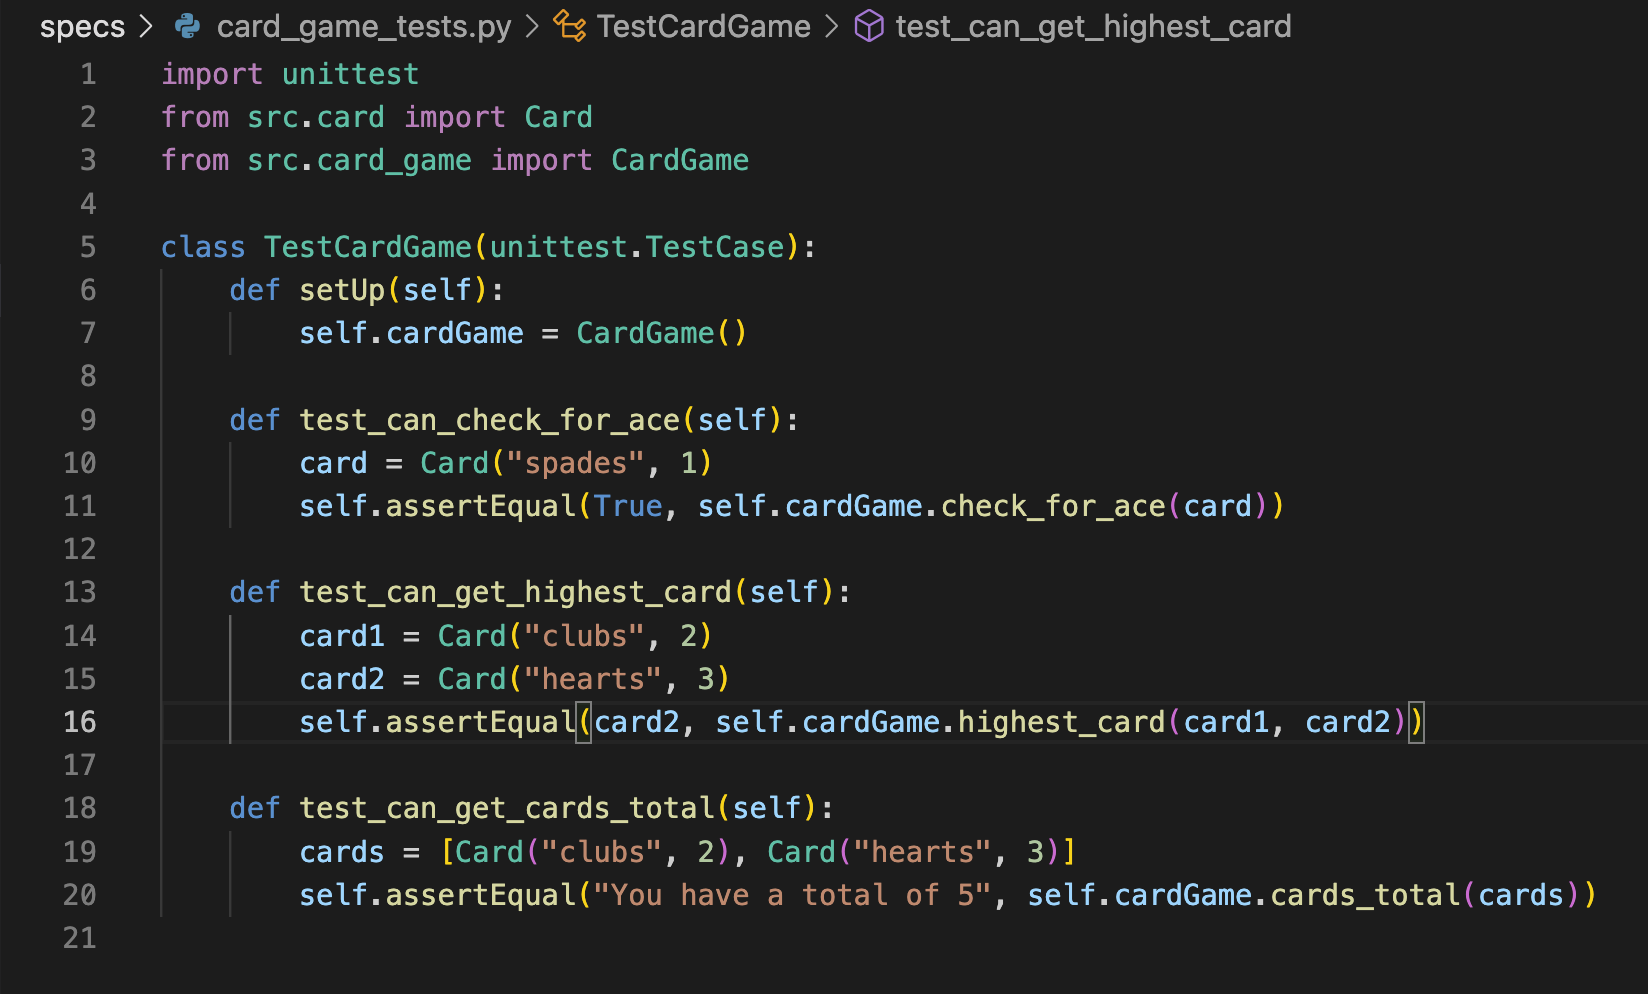 specs > card_game_tests.py > TestCardGame > test_can_get_highest_card
1 import unittest
2 from src.card import Card
3 from src.card_game import CardGame
4
5 class TestCardGame(unittest.TestCase):
6     def setUp(self):
7         self.cardGame = CardGame()
8
9     def test_can_check_for_ace(self):
10         card = Card("spades", 1)
11         self.assertEqual(True, self.cardGame.check_for_ace(card))
12
13     def test_can_get_highest_card(self):
14         card1 = Card("clubs", 2)
15         card2 = Card("hearts", 3)
16         self.assertEqual(card2, self.cardGame.highest_card(card1, card2))
17
18     def test_can_get_cards_total(self):
19         cards = [Card("clubs", 2), Card("hearts", 3)]
20         self.assertEqual("You have a total of 5", self.cardGame.cards_total(cards))
21